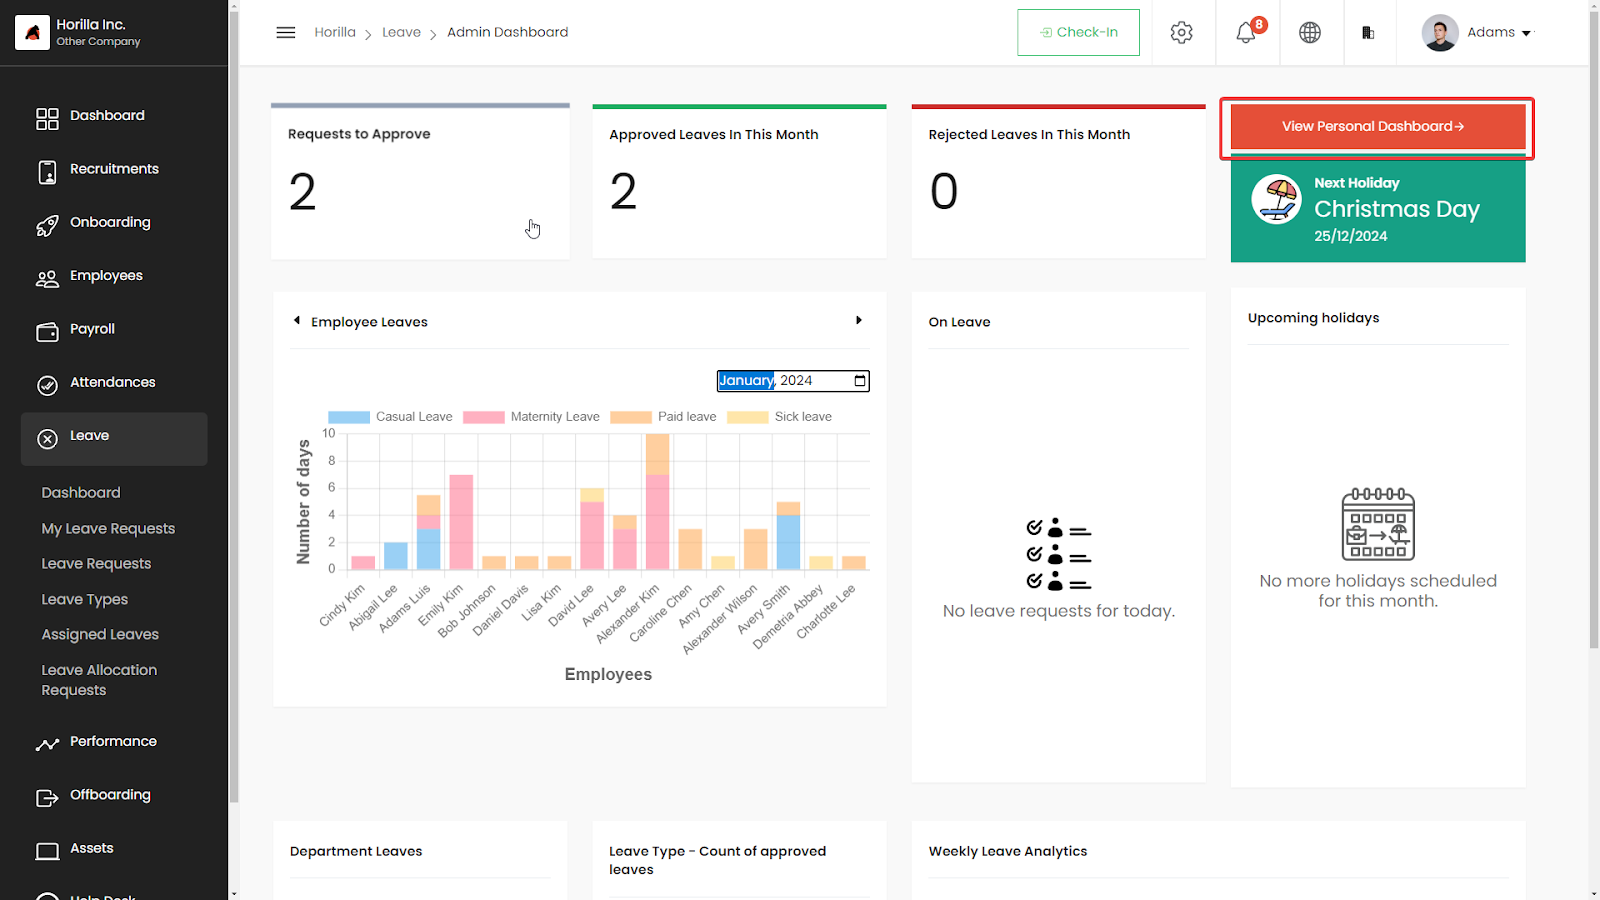 Horilla Inc.
Other Company
Horilla > Leave > Admin Dashboard
Check-In
8
Adams
Dashboard
Recruitments
Onboarding
Employees
Payroll
Attendances
Leave
Dashboard
My Leave Requests
Leave Requests
Leave Types
Assigned Leaves
Leave Allocation
Requests
Performance
Offboarding
Assets
Help Desk
Requests to Approve
2
Approved Leaves In This Month
2
Rejected Leaves In This Month
0
View Personal Dashboard
Next Holiday
Christmas Day
25/12/2024
Employee Leaves
January, 2024
Casual Leave Maternity Leave Paid leave Sick leave
Number of days
10
8
6
4
2
0
Cindy Kim
Abigail Lee
Adams Luis
Emily Kim
Bob Johnson
Daniel Davis
Lisa Kim
David Lee
Avery Lee
Alexander Kim
Caroline Chen
Amy Chen
Alexander Wilson
Avery Smith
Demetria Abbey
Charlotte Lee
Employees
On Leave
No leave requests for today.
Upcoming holidays
No more holidays scheduled
for this month.
Department Leaves
Leave Type - Count of approved
leaves
Weekly Leave Analytics